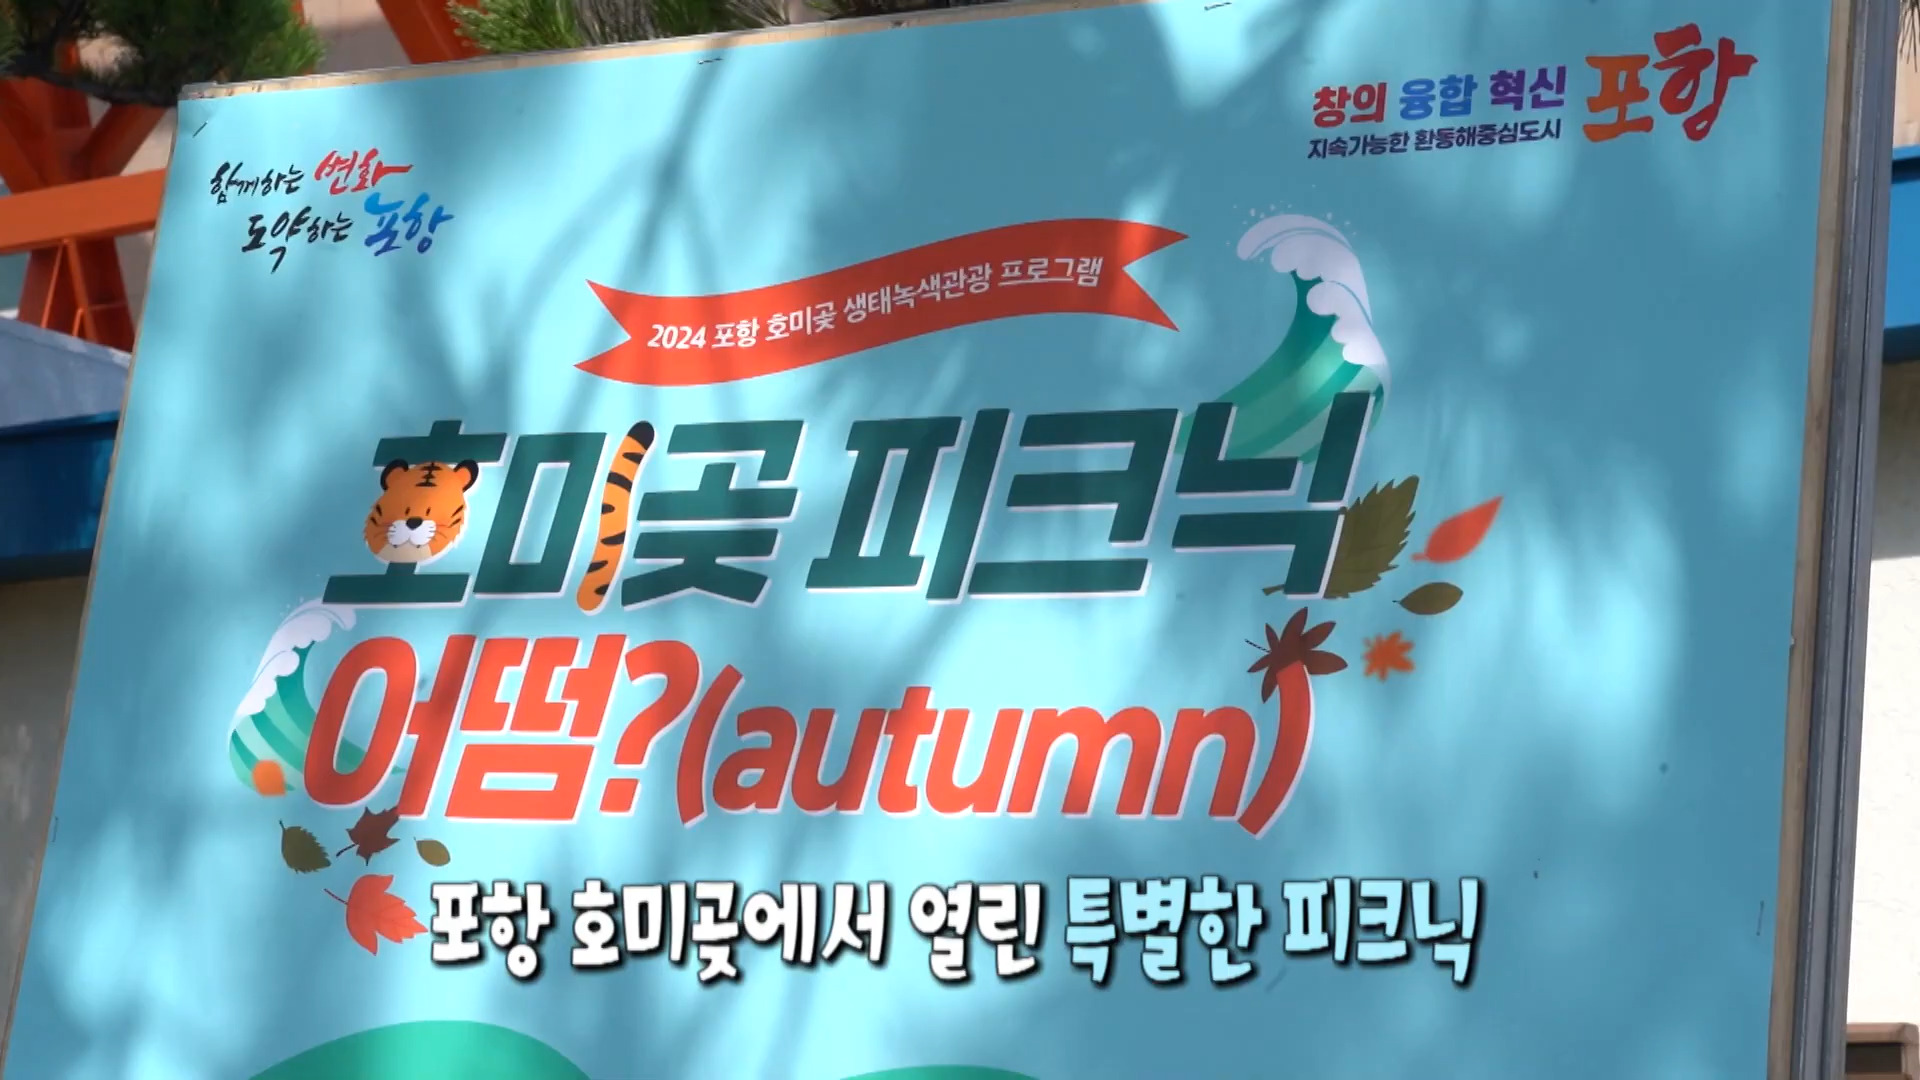 함께하는 변화
도약하는 포항
창의 융합 혁신 포항
지속가능한 환동해중심도시
2024 포항 호미곶 생태녹색관광 프로그램
호미곶 피크닉
어떰?(autumn)
포항 호미곶에서 열린 특별한 피크닉